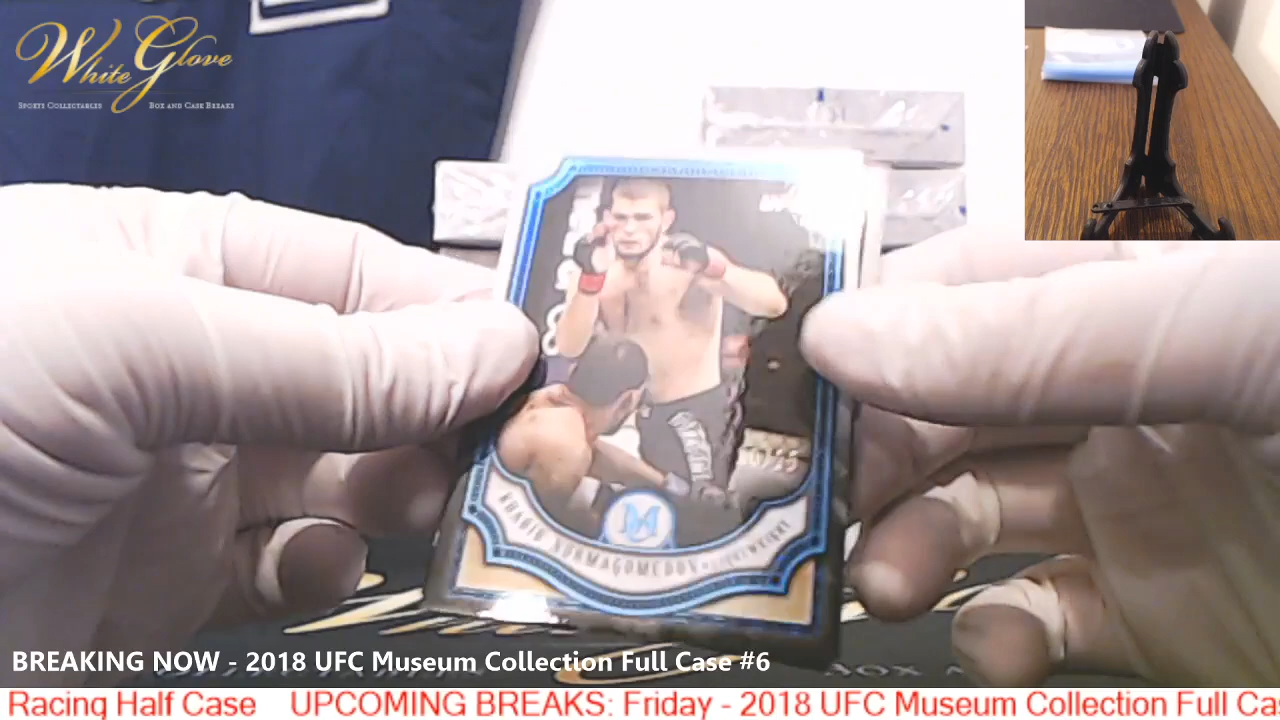 White Glove
SPORTS COLLECTABLES BOX AND CASE BREAKS
KHABIB NURMAGOMEDOV • LIGHTWEIGHT
BREAKING NOW - 2018 UFC Museum Collection Full Case #6
Racing Half Case UPCOMING BREAKS: Friday - 2018 UFC Museum Collection Full Ca